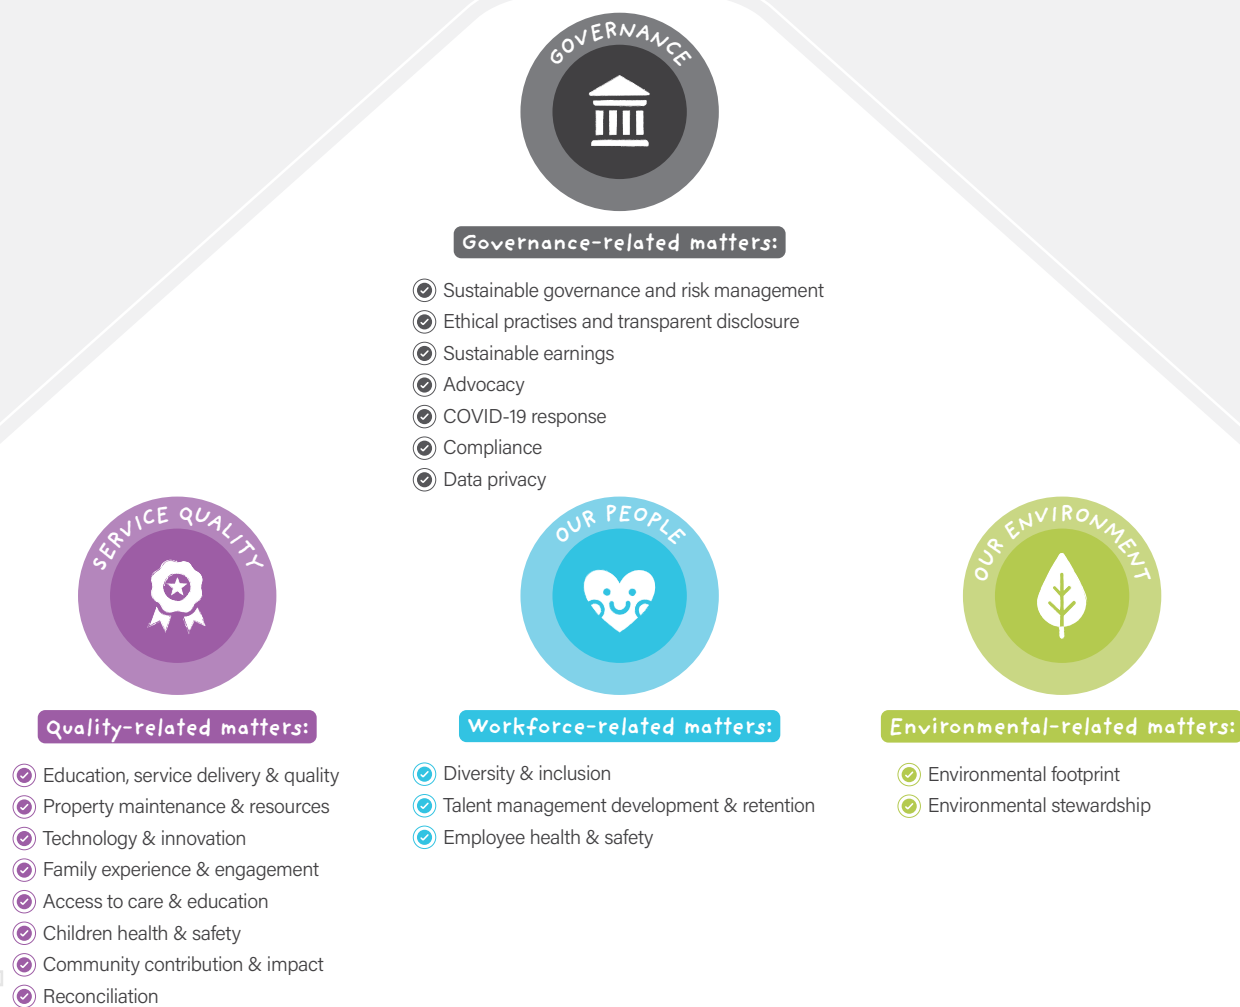 GOVERNANCE
Governance-related matters:
Sustainable governance and risk management
Ethical practises and transparent disclosure
Sustainable earnings
Advocacy
COVID-19 response
Compliance
Data privacy
SERVICE QUALITY
Quality-related matters:
Education, service delivery & quality
Property maintenance & resources
Technology & innovation
Family experience & engagement
Access to care & education
Children health & safety
Community contribution & impact
Reconciliation
OUR PEOPLE
Workforce-related matters:
Diversity & inclusion
Talent management development & retention
Employee health & safety
OUR ENVIRONMENT
Environmental-related matters:
Environmental footprint
Environmental stewardship